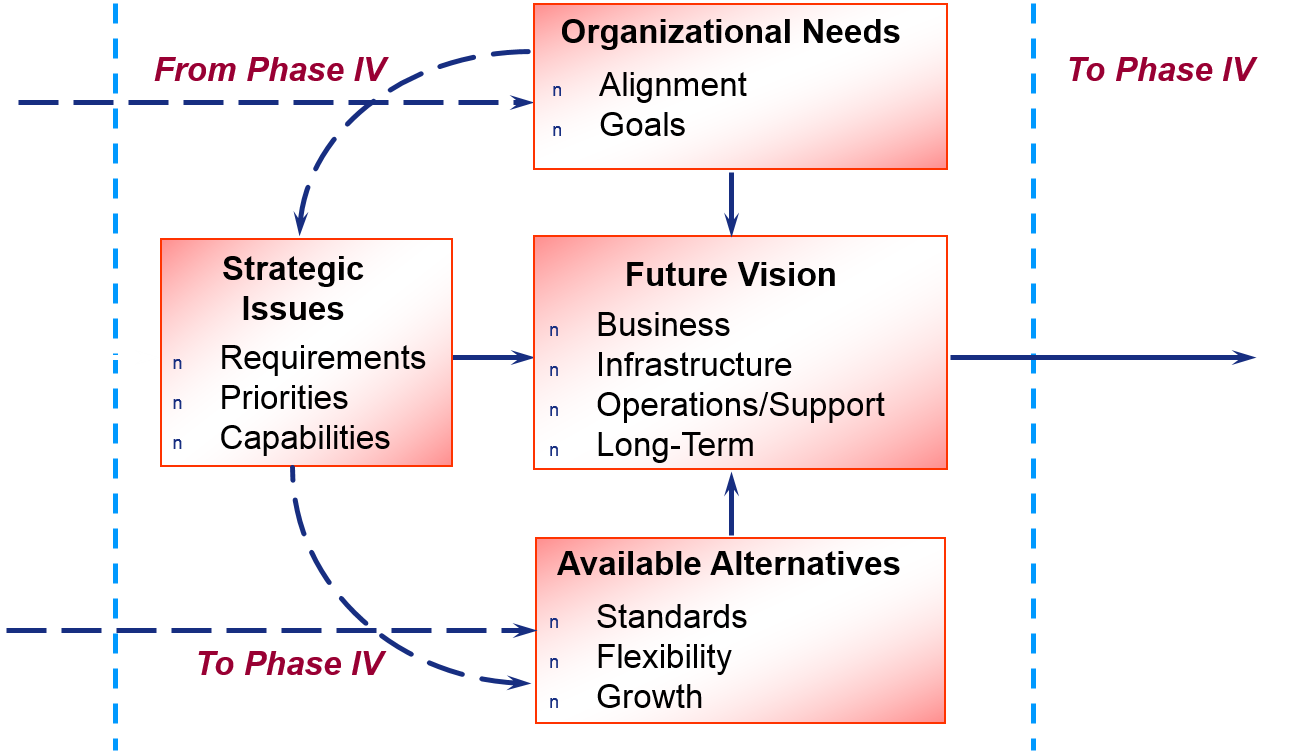 Organizational Needs
From Phase IV
To Phase IV
n Alignment
n Goals
Strategic
Issues
n Requirements
n Priorities
n Capabilities
Future Vision
n Business
n Infrastructure
n Operations/Support
n Long-Term
Available Alternatives
n Standards
n Flexibility
n Growth
To Phase IV